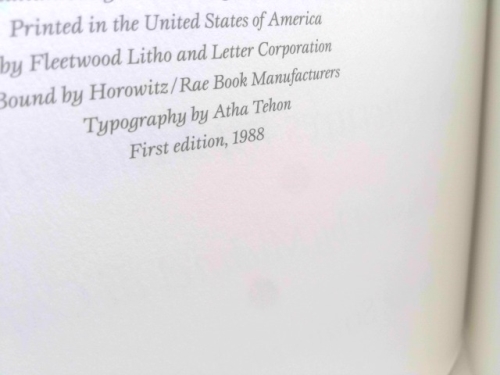 Printed in the United States of America
by Fleetwood Litho and Letter Corporation
Bound by Horowitz/Rae Book Manufacturers
Typography by Atha Tehon
First edition, 1988